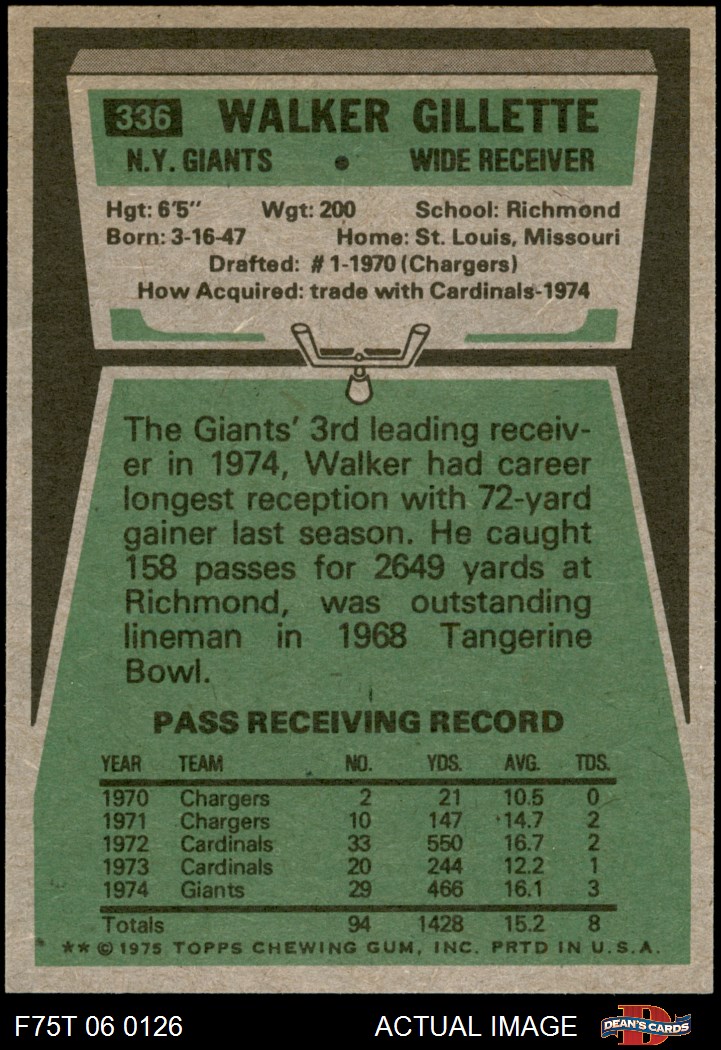 336 WALKER GILLETTE
N.Y. GIANTS • WIDE RECEIVER
Hgt: 6'5" Wgt: 200 School: Richmond
Born: 3-16-47 Home: St. Louis, Missouri
Drafted: #1-1970 (Chargers)
How Acquired: trade with Cardinals-1974
The Giants' 3rd leading receiv-
er in 1974, Walker had career
longest reception with 72-yard
gainer last season. He caught
158 passes for 2649 yards at
Richmond, was outstanding
lineman in 1968 Tangerine
Bowl.
PASS RECEIVING RECORD
YEAR TEAM NO. YDS. AVG. TDS.
1970 Chargers 2 21 10.5 0
1971 Chargers 10 147 14.7 2
1972 Cardinals 33 550 16.7 2
1973 Cardinals 20 244 12.2 1
1974 Giants 29 466 16.1 3
Totals 94 1428 15.2 8
** © 1975 TOPPS CHEWING GUM, INC. PRTD IN U.S.A.
F75T 06 0126 ACTUAL IMAGE DEAN'S CARDS